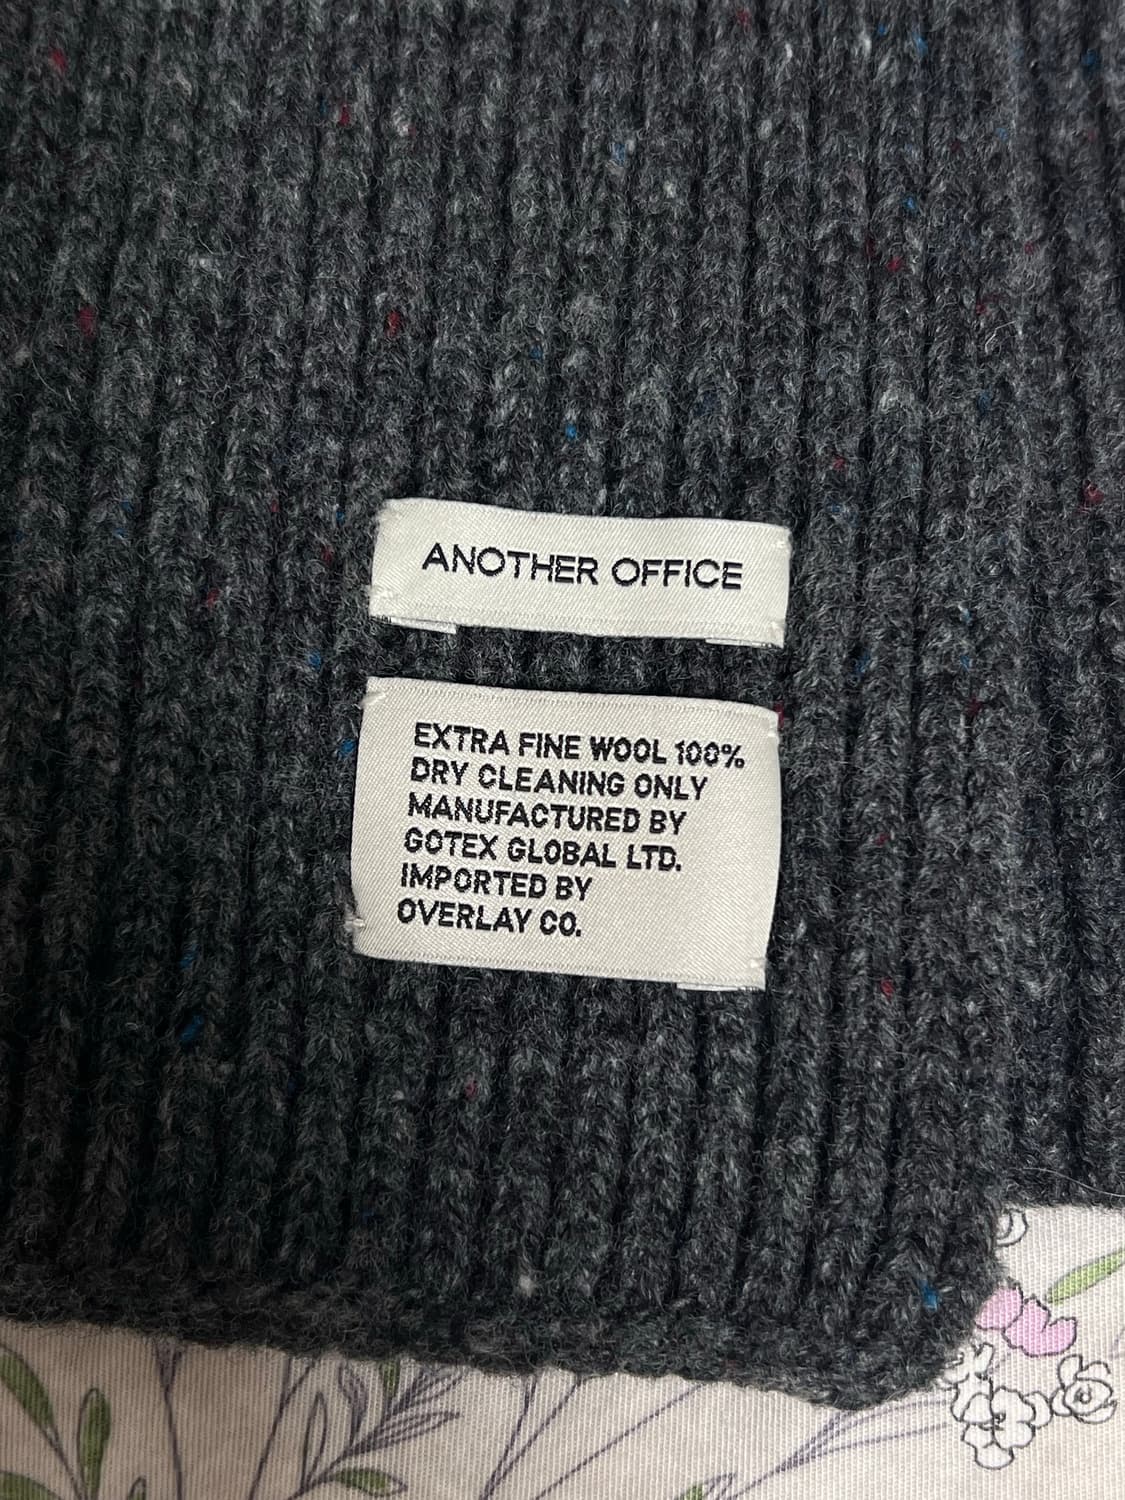 ANOTHER OFFICE
EXTRA FINE WOOL 100%
DRY CLEANING ONLY
MANUFACTURED BY
GOTEX GLOBAL LTD.
IMPORTED BY
OVERLAY CO.